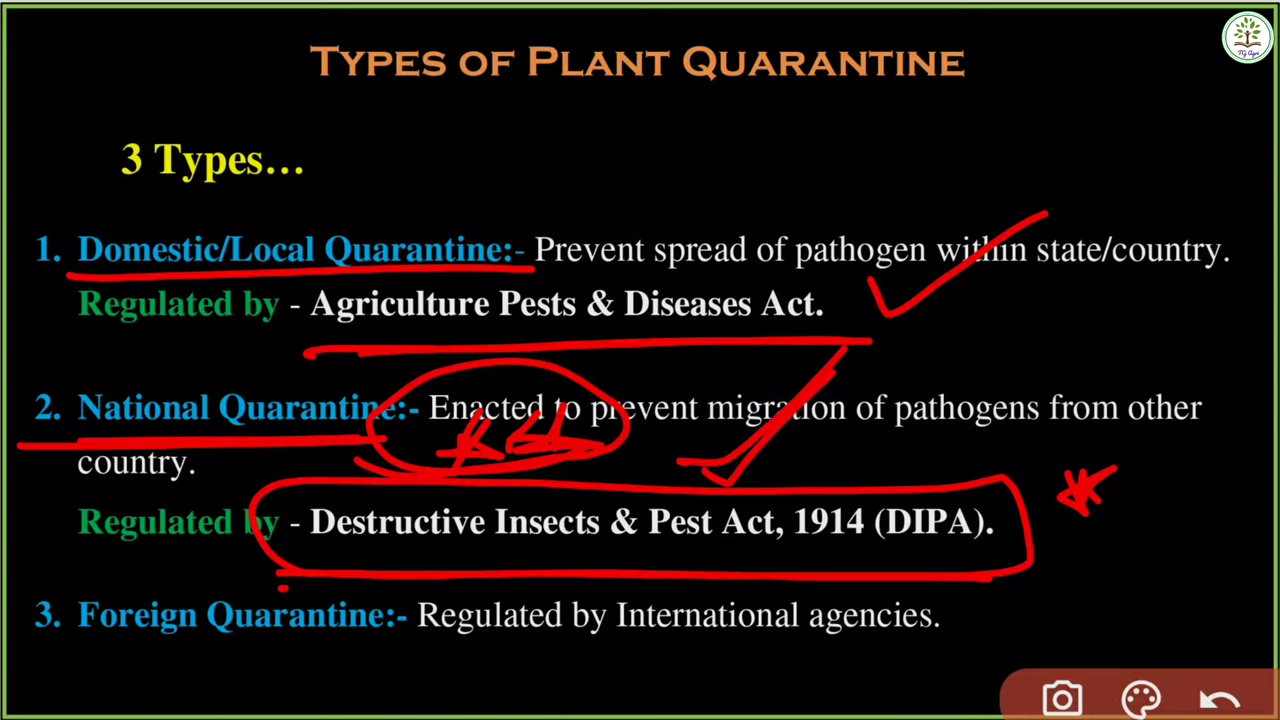 TYPES OF PLANT QUARANTINE
TG Agri
3 Types...
1. Domestic/Local Quarantine:- Prevent spread of pathogen within state/country.
Regulated by - Agriculture Pests & Diseases Act.
2. National Quarantine:- Enacted to prevent migration of pathogens from other
country.
Regulated by - Destructive Insects & Pest Act, 1914 (DIPA).
3. Foreign Quarantine:- Regulated by International agencies.